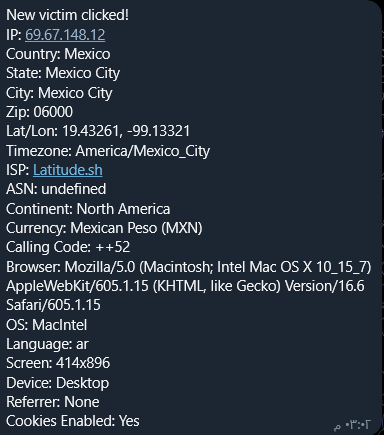 New victim clicked!
IP: 69.67.148.12
Country: Mexico
State: Mexico City
City: Mexico City
Zip: 06000
Lat/Lon: 19.43261, -99.13321
Timezone: America/Mexico_City
ISP: Latitude.sh
ASN: undefined
Continent: North America
Currency: Mexican Peso (MXN)
Calling Code: ++52
Browser: Mozilla/5.0 (Macintosh; Intel Mac OS X 10_15_7)
AppleWebKit/605.1.15 (KHTML, like Gecko) Version/16.6
Safari/605.1.15
OS: MacIntel
Language: ar
Screen: 414x896
Device: Desktop
Referrer: None
Cookies Enabled: Yes
٠٣:٠٢ م